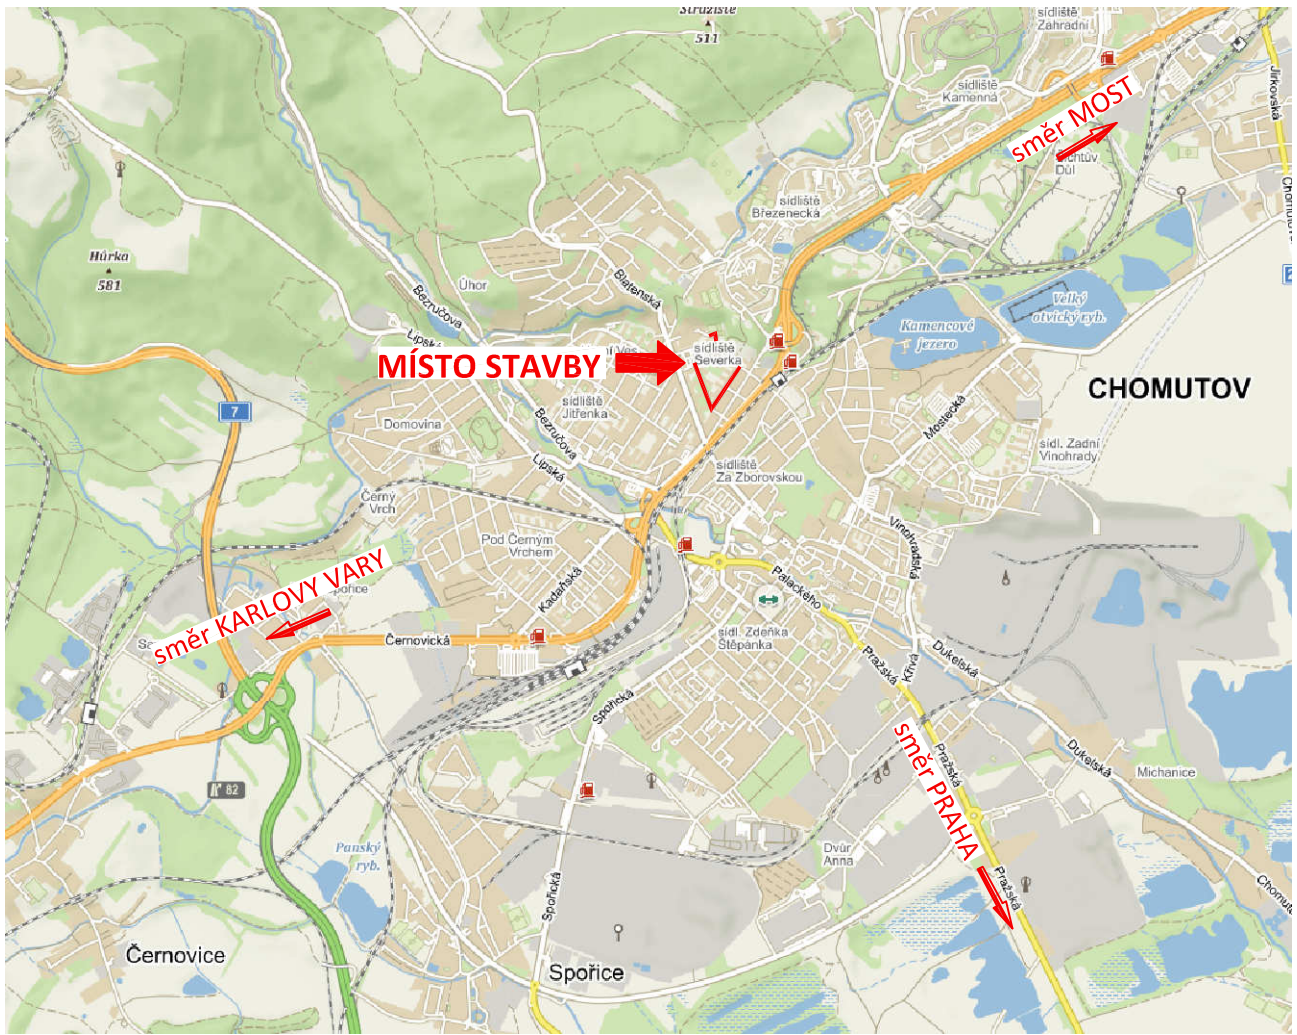 Stražiště
511
sídliště
Zahradní
sídliště
Kamenná
Jirkovská
směr MOST
Důl
sídliště
Březenecká
Hůrka
581
Úhor
Blatenská
Bezručova
Lipská
Kamencové
jezero
Velký
otvický ryb.
MÍSTO STAVBY
sídliště
Severka
CHOMUTOV
7
sídliště
Jitřenka
Domovina
Bezručova
Mostecká
sídl. Zadní
Vinohrady
Lipská
sídliště
Za Zborovskou
Černý
Vrch
Pod Černým
Vrchem
Vinohradská
směr KARLOVY VARY
Kadaňská
Palackého
Černovická
sídl. Zdeňka
Štěpánka
Pražská
Křivá
Dukelská
Spořická
směr PRAHA
Pražská
Dukelská
Michanice
82
Panský
ryb.
Dvůr
Anna
Pražská
Spořická
Černovice
Spořice